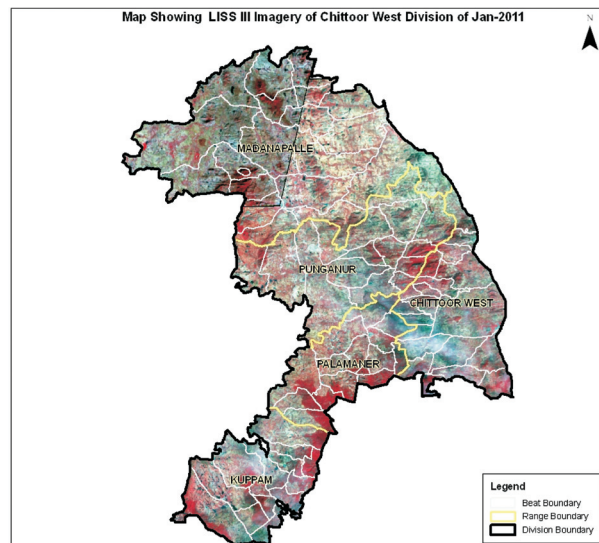 Map Showing LISS III Imagery of Chittoor West Division of Jan-2011
N
MADANAPALLE
PUNGANUR
CHITTOOR WEST
PALAMANER
KUPPAM
Legend
Beat Boundary
Range Boundary
Division Boundary